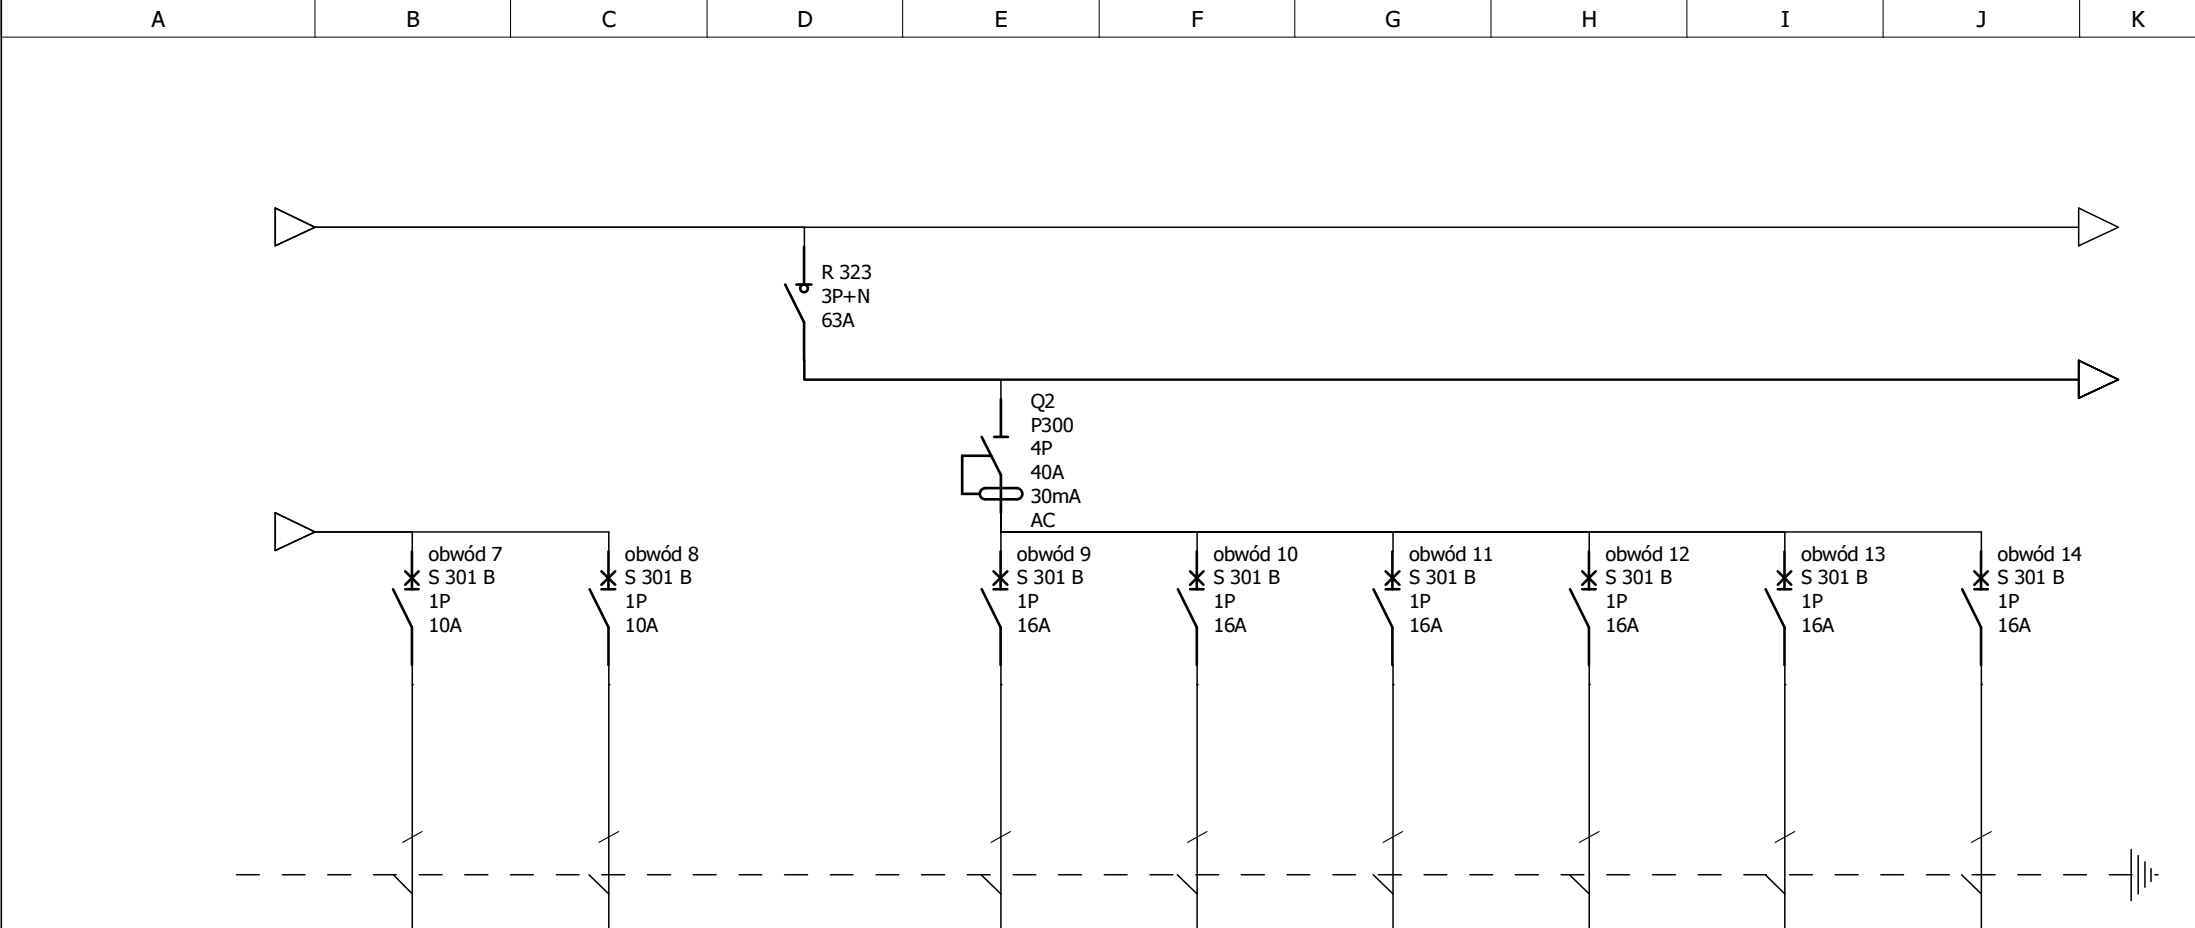 A B C D E F G H I J K
R 323
3P+N
63A
Q2
P300
4P
40A
30mA
AC
obwód 7
S 301 B
1P
10A
obwód 8
S 301 B
1P
10A
obwód 9
S 301 B
1P
16A
obwód 10
S 301 B
1P
16A
obwód 11
S 301 B
1P
16A
obwód 12
S 301 B
1P
16A
obwód 13
S 301 B
1P
16A
obwód 14
S 301 B
1P
16A